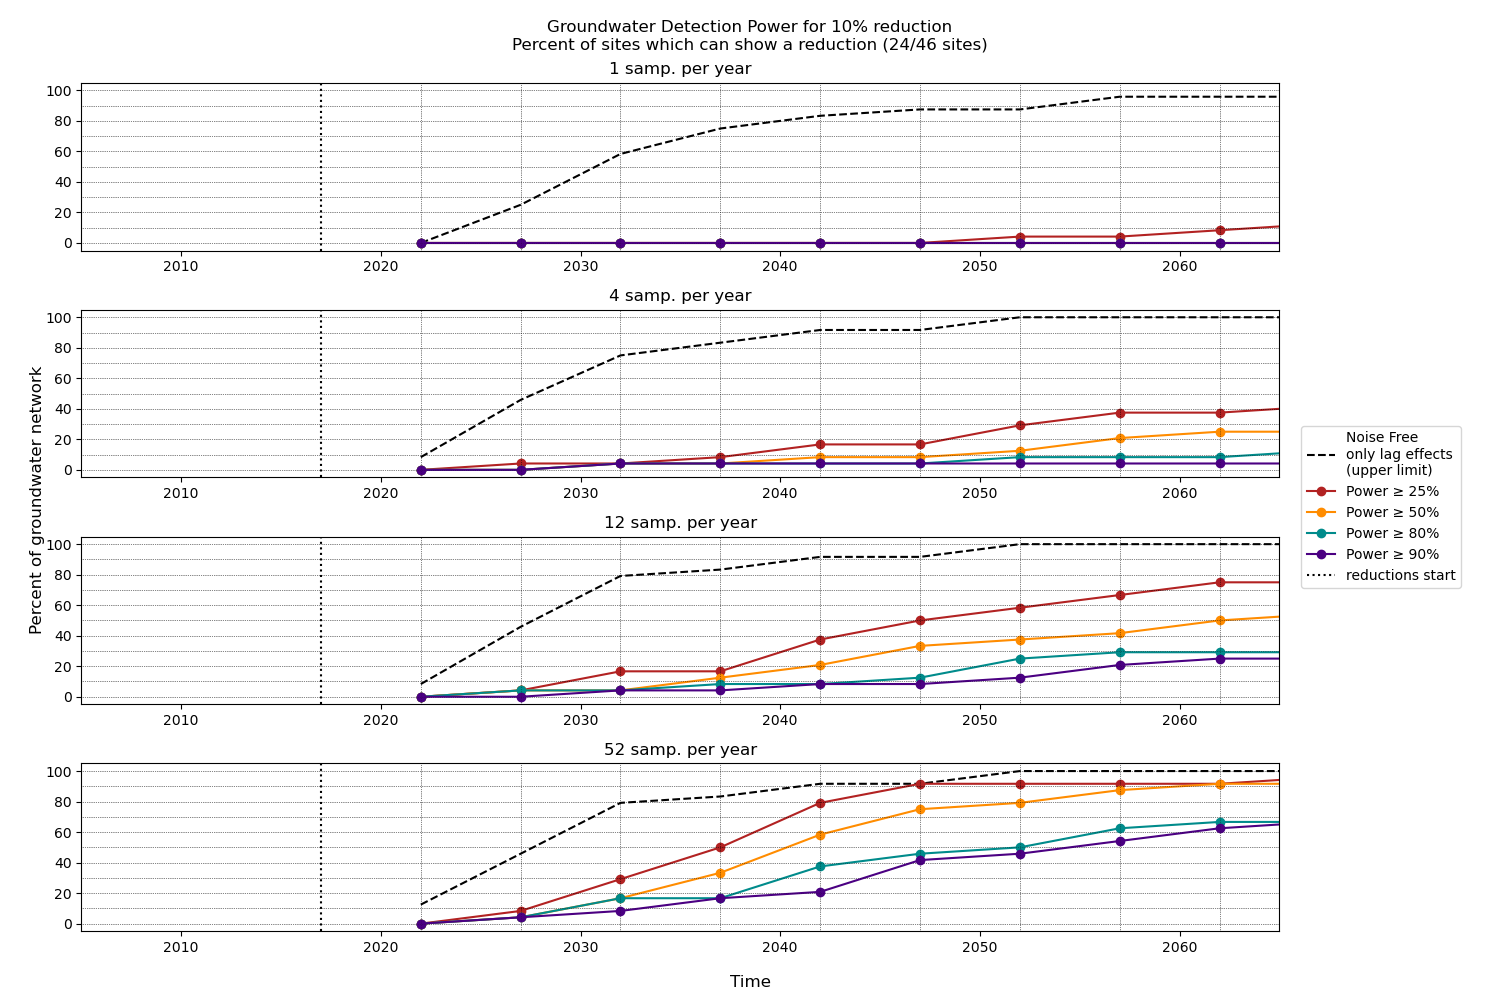 Groundwater Detection Power for 10% reduction
Percent of sites which can show a reduction (24/46 sites)
1 samp. per year
100
80
60
40
20
0
2010 2020 2030 2040 2050 2060
4 samp. per year
100
80
60
40
20
0
2010 2020 2030 2040 2050 2060
12 samp. per year
100
80
60
40
20
0
2010 2020 2030 2040 2050 2060
52 samp. per year
100
80
60
40
20
0
2010 2020 2030 2040 2050 2060
Percent of groundwater network
Time
Noise Free
only lag effects
(upper limit)
Power ≥ 25%
Power ≥ 50%
Power ≥ 80%
Power ≥ 90%
reductions start